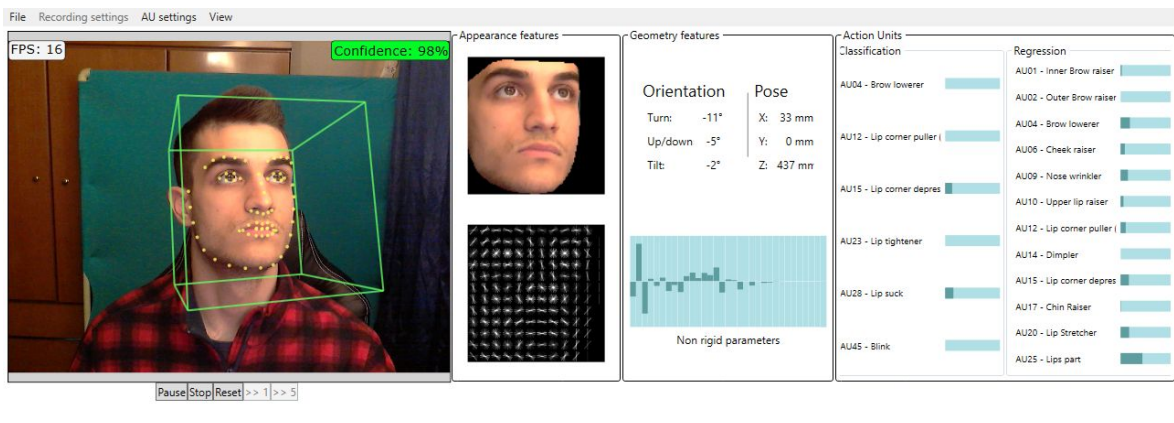 File Recording settings AU settings View
FPS: 16
Confidence: 98%
Pause Stop Reset >> 1 >> 5
Appearance features
Geometry features
Orientation Pose
Turn: -11° X: 33 mm
Up/down -5° Y: 0 mm
Tilt: -2° Z: 437 mm
Non rigid parameters
Action Units
Classification
AU04 - Brow lowerer
AU12 - Lip corner puller (
AU15 - Lip corner depres
AU23 - Lip tightener
AU28 - Lip suck
AU45 - Blink
Regression
AU01 - Inner Brow raiser
AU02 - Outer Brow raiser
AU04 - Brow lowerer
AU06 - Cheek raiser
AU09 - Nose wrinkler
AU10 - Upper lip raiser
AU12 - Lip corner puller (
AU14 - Dimpler
AU15 - Lip corner depres
AU17 - Chin Raiser
AU20 - Lip Stretcher
AU25 - Lips part